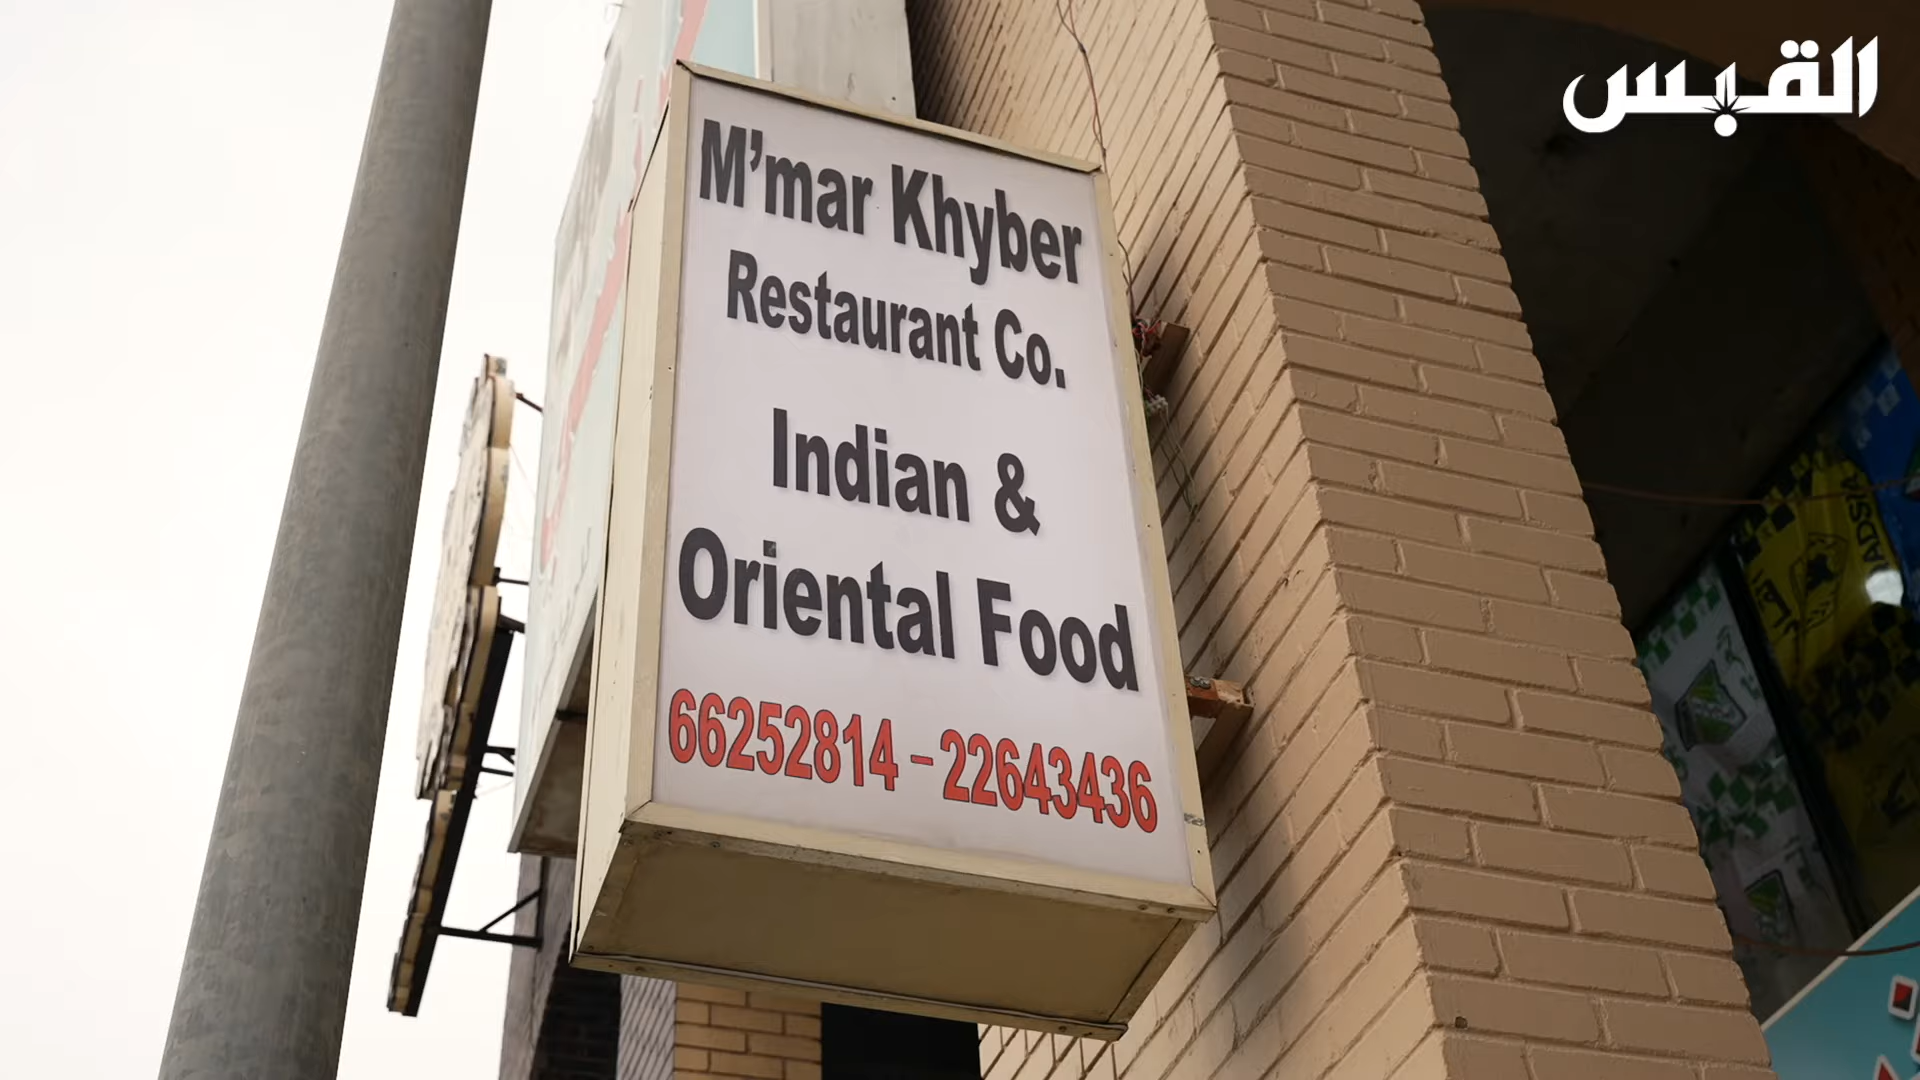 القبس
M’mar Khyber
Restaurant Co.
Indian &
Oriental Food
66252814 – 22643436